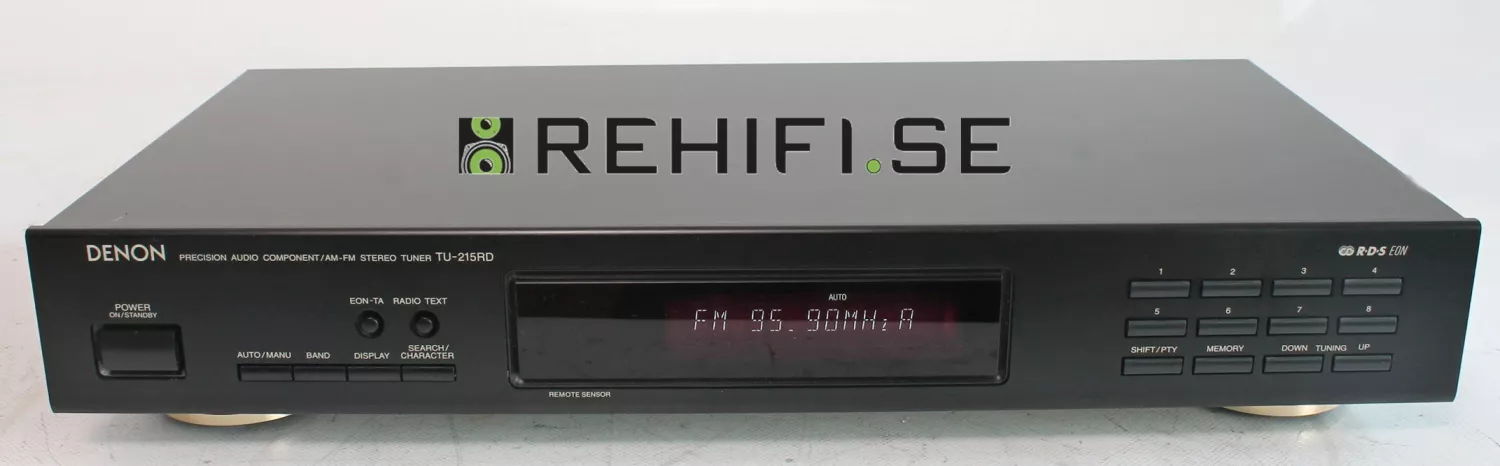 REHIFI.SE
DENON PRECISION AUDIO COMPONENT/AM-FM STEREO TUNER TU-215RD
R·D·S EON
POWER
ON/STANDBY
EON-TA RADIO TEXT
AUTO/MANU BAND DISPLAY SEARCH/
CHARACTER
AUTO
FM 95.90MHz A
REMOTE SENSOR
1 2 3 4
5 6 7 8
SHIFT/PTY MEMORY DOWN TUNING UP